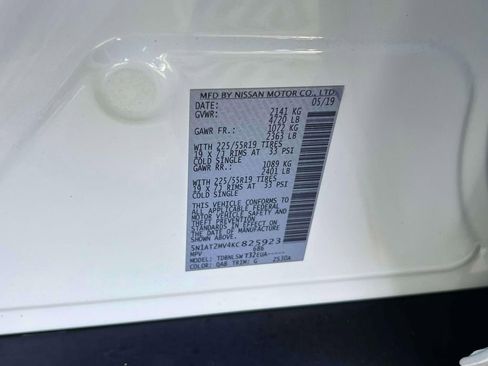 MFD BY NISSAN MOTOR CO., LTD.
DATE: 05/19
GVWR: 2141 KG
4720 LB
GAWR FR.: 1072 KG
2363 LB
WITH 225/55R19 TIRES
19 X 7J RIMS AT 33 PSI
COLD SINGLE
GAWR RR.: 1089 KG
2401 LB
WITH 225/55R19 TIRES
19 X 7J RIMS AT 33 PSI
COLD SINGLE
THIS VEHICLE CONFORMS TO
ALL APPLICABLE FEDERAL
MOTOR VEHICLE SAFETY AND
THEFT PREVENTION
STANDARDS IN EFFECT ON
THE DATE OF MANUFACTURE
SHOWN ABOVE.
5N1AT2MV4KC825923
MPV 686
MODEL: TDBNLSWT32EUA-----
COLOR: QAB TRIM: G 2530A